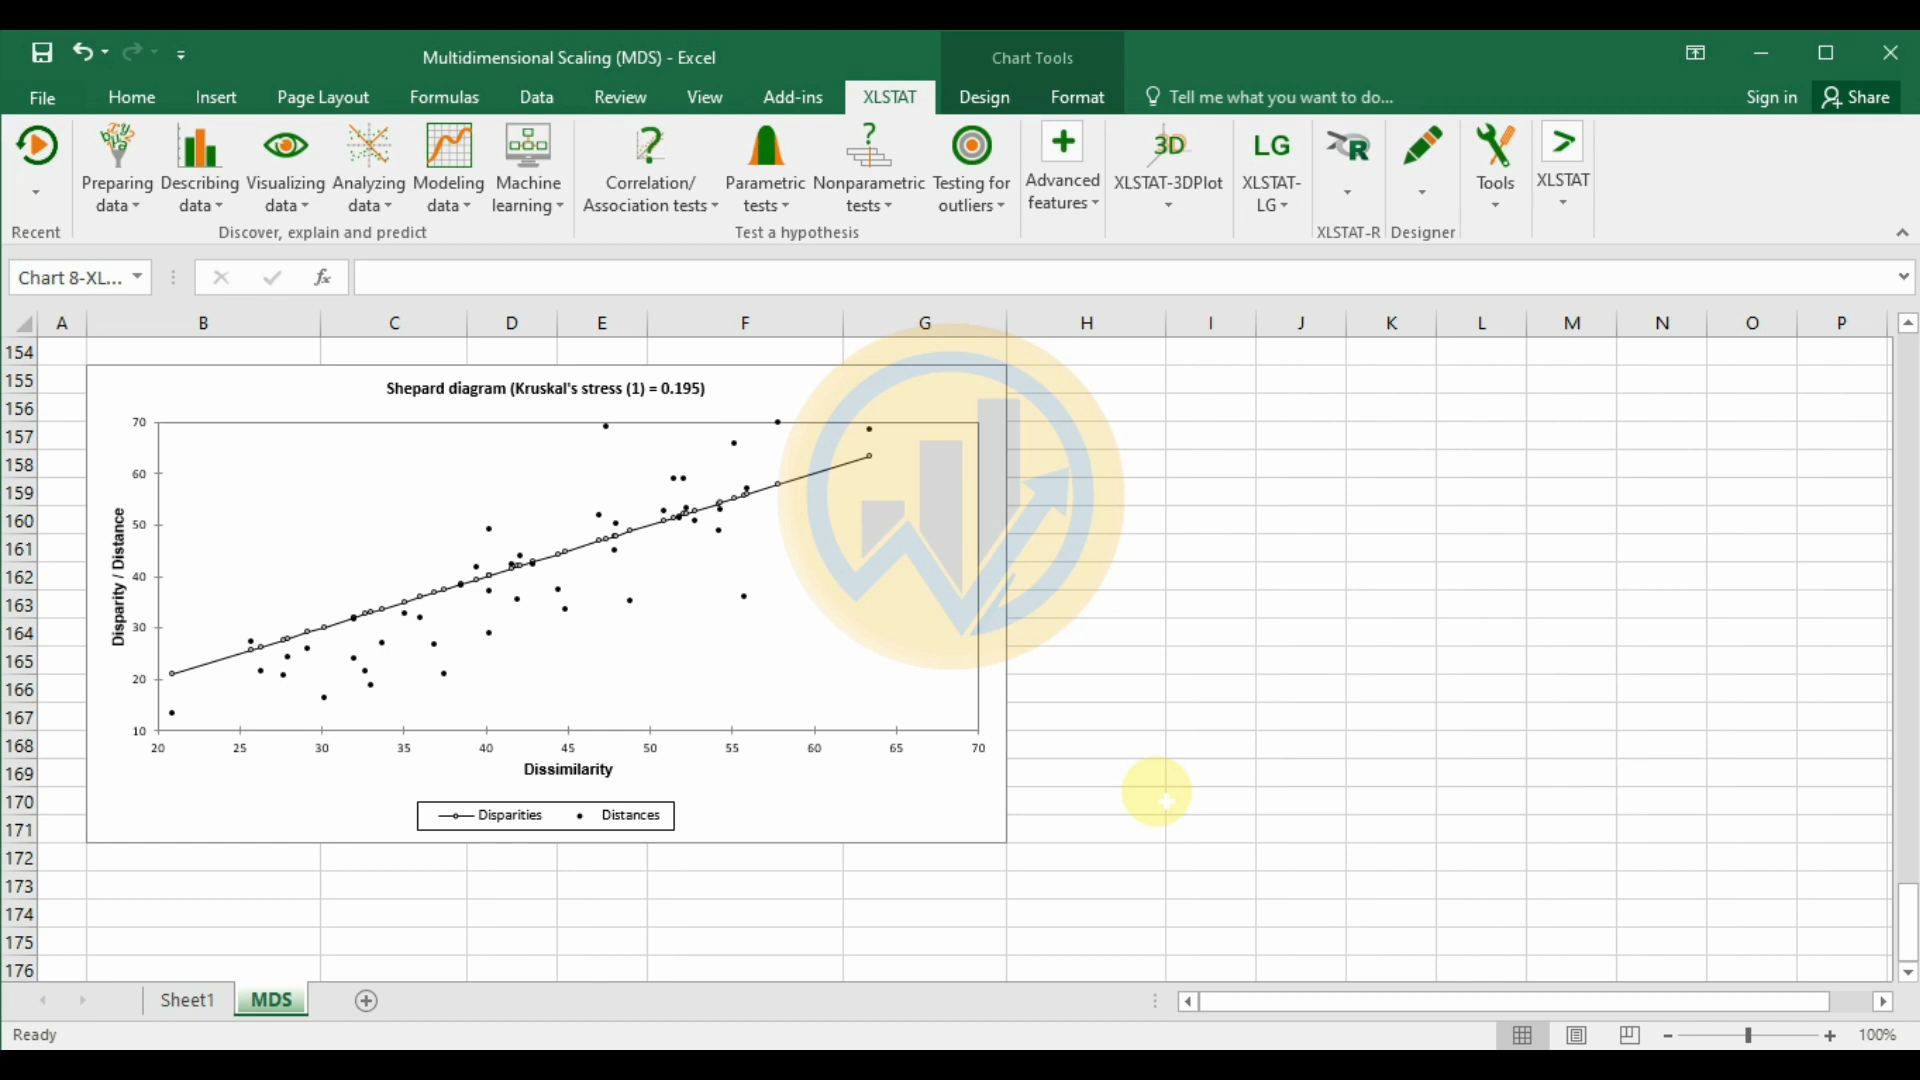 Multidimensional Scaling (MDS) - Excel
Chart Tools
File Home Insert Page Layout Formulas Data Review View Add-ins XLSTAT Design Format Tell me what you want to do... Sign in Share
Preparing data
Describing data
Visualizing data
Analyzing data
Modeling data
Machine learning
Correlation/ Association tests
Parametric tests
Nonparametric tests
Testing for outliers
Advanced features
3D
XLSTAT-3DPlot
LG
XLSTAT-LG
R
Tools
XLSTAT
Recent
Discover, explain and predict
Test a hypothesis
XLSTAT-R
Designer
Chart 8-XL... fx
A B C D E F G H I J K L M N O P
154
155
156
157
158
159
160
161
162
163
164
165
166
167
168
169
170
171
172
173
174
175
176
Shepard diagram (Kruskal's stress (1) = 0.195)
70
60
50
40
30
20
10
Disparity / Distance
20 25 30 35 40 45 50 55 60 65 70
Dissimilarity
Disparities Distances
Sheet1 MDS
Ready
100%